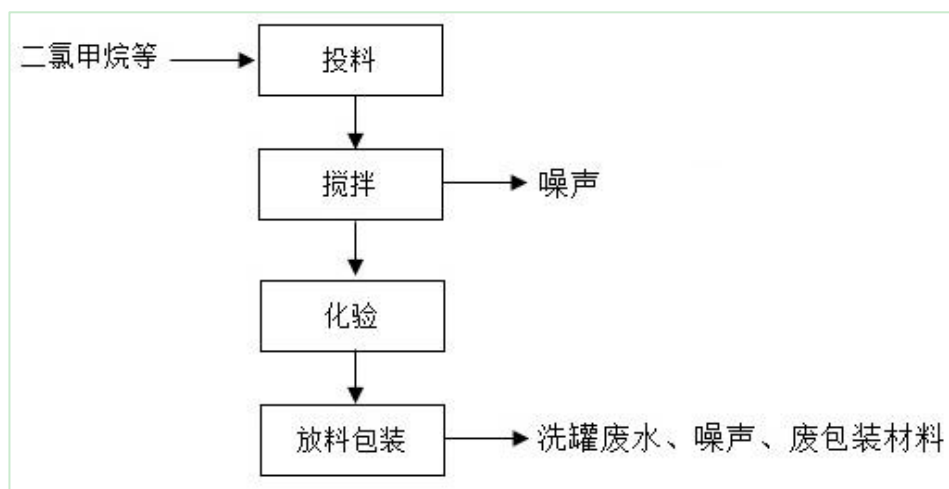 二氯甲烷等
投料
搅拌
噪声
化验
放料包装
洗罐废水、噪声、废包装材料